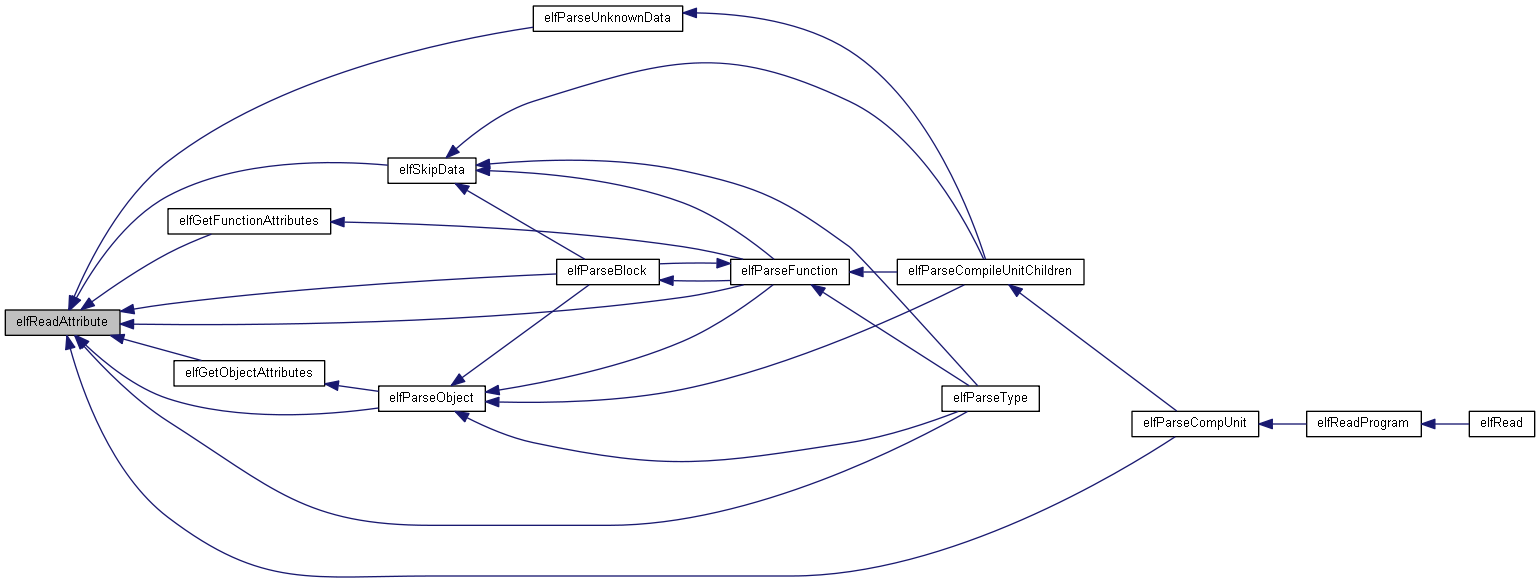 elfParseUnknownData
elfSkipData
elfGetFunctionAttributes
elfParseBlock
elfParseFunction
elfParseCompileUnitChildren
elfReadAttribute
elfGetObjectAttributes
elfParseObject
elfParseType
elfParseCompUnit
elfReadProgram
elfRead